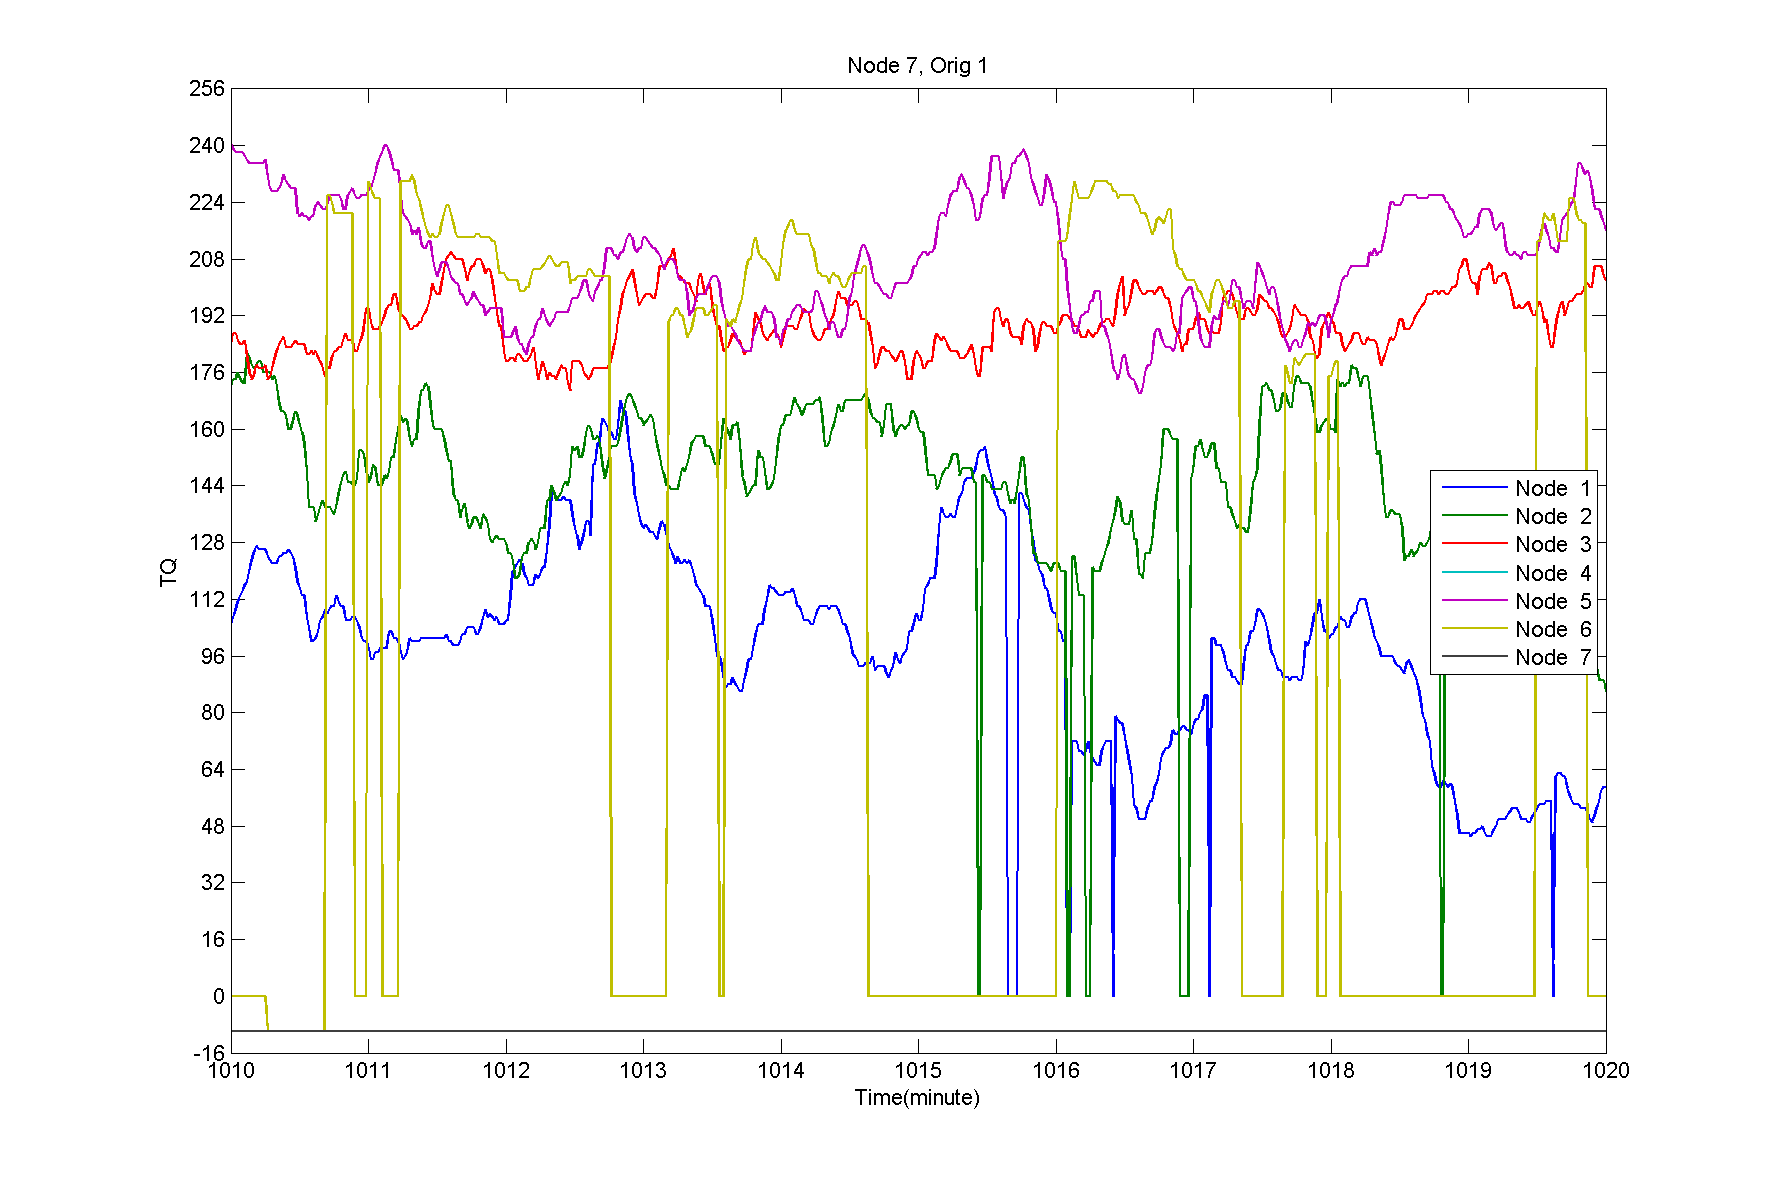 Node 7, Orig 1
256
240
224
208
192
176
160
144
128
112
96
80
64
48
32
16
0
-16
TQ
Node 1
Node 2
Node 3
Node 4
Node 5
Node 6
Node 7
1010 1011 1012 1013 1014 1015 1016 1017 1018 1019 1020
Time(minute)